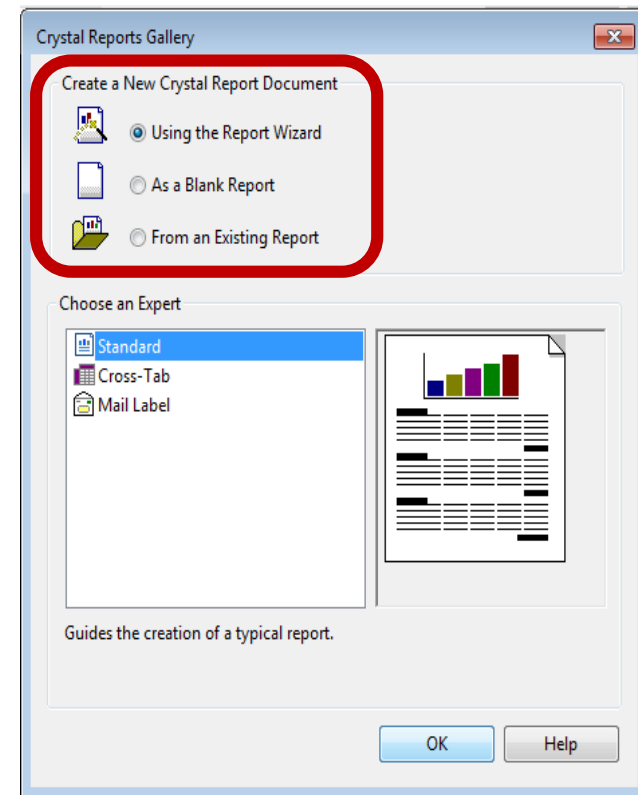 Crystal Reports Gallery
Create a New Crystal Report Document
Using the Report Wizard
As a Blank Report
From an Existing Report
Choose an Expert
Standard
Cross-Tab
Mail Label
Guides the creation of a typical report.
OK
Help